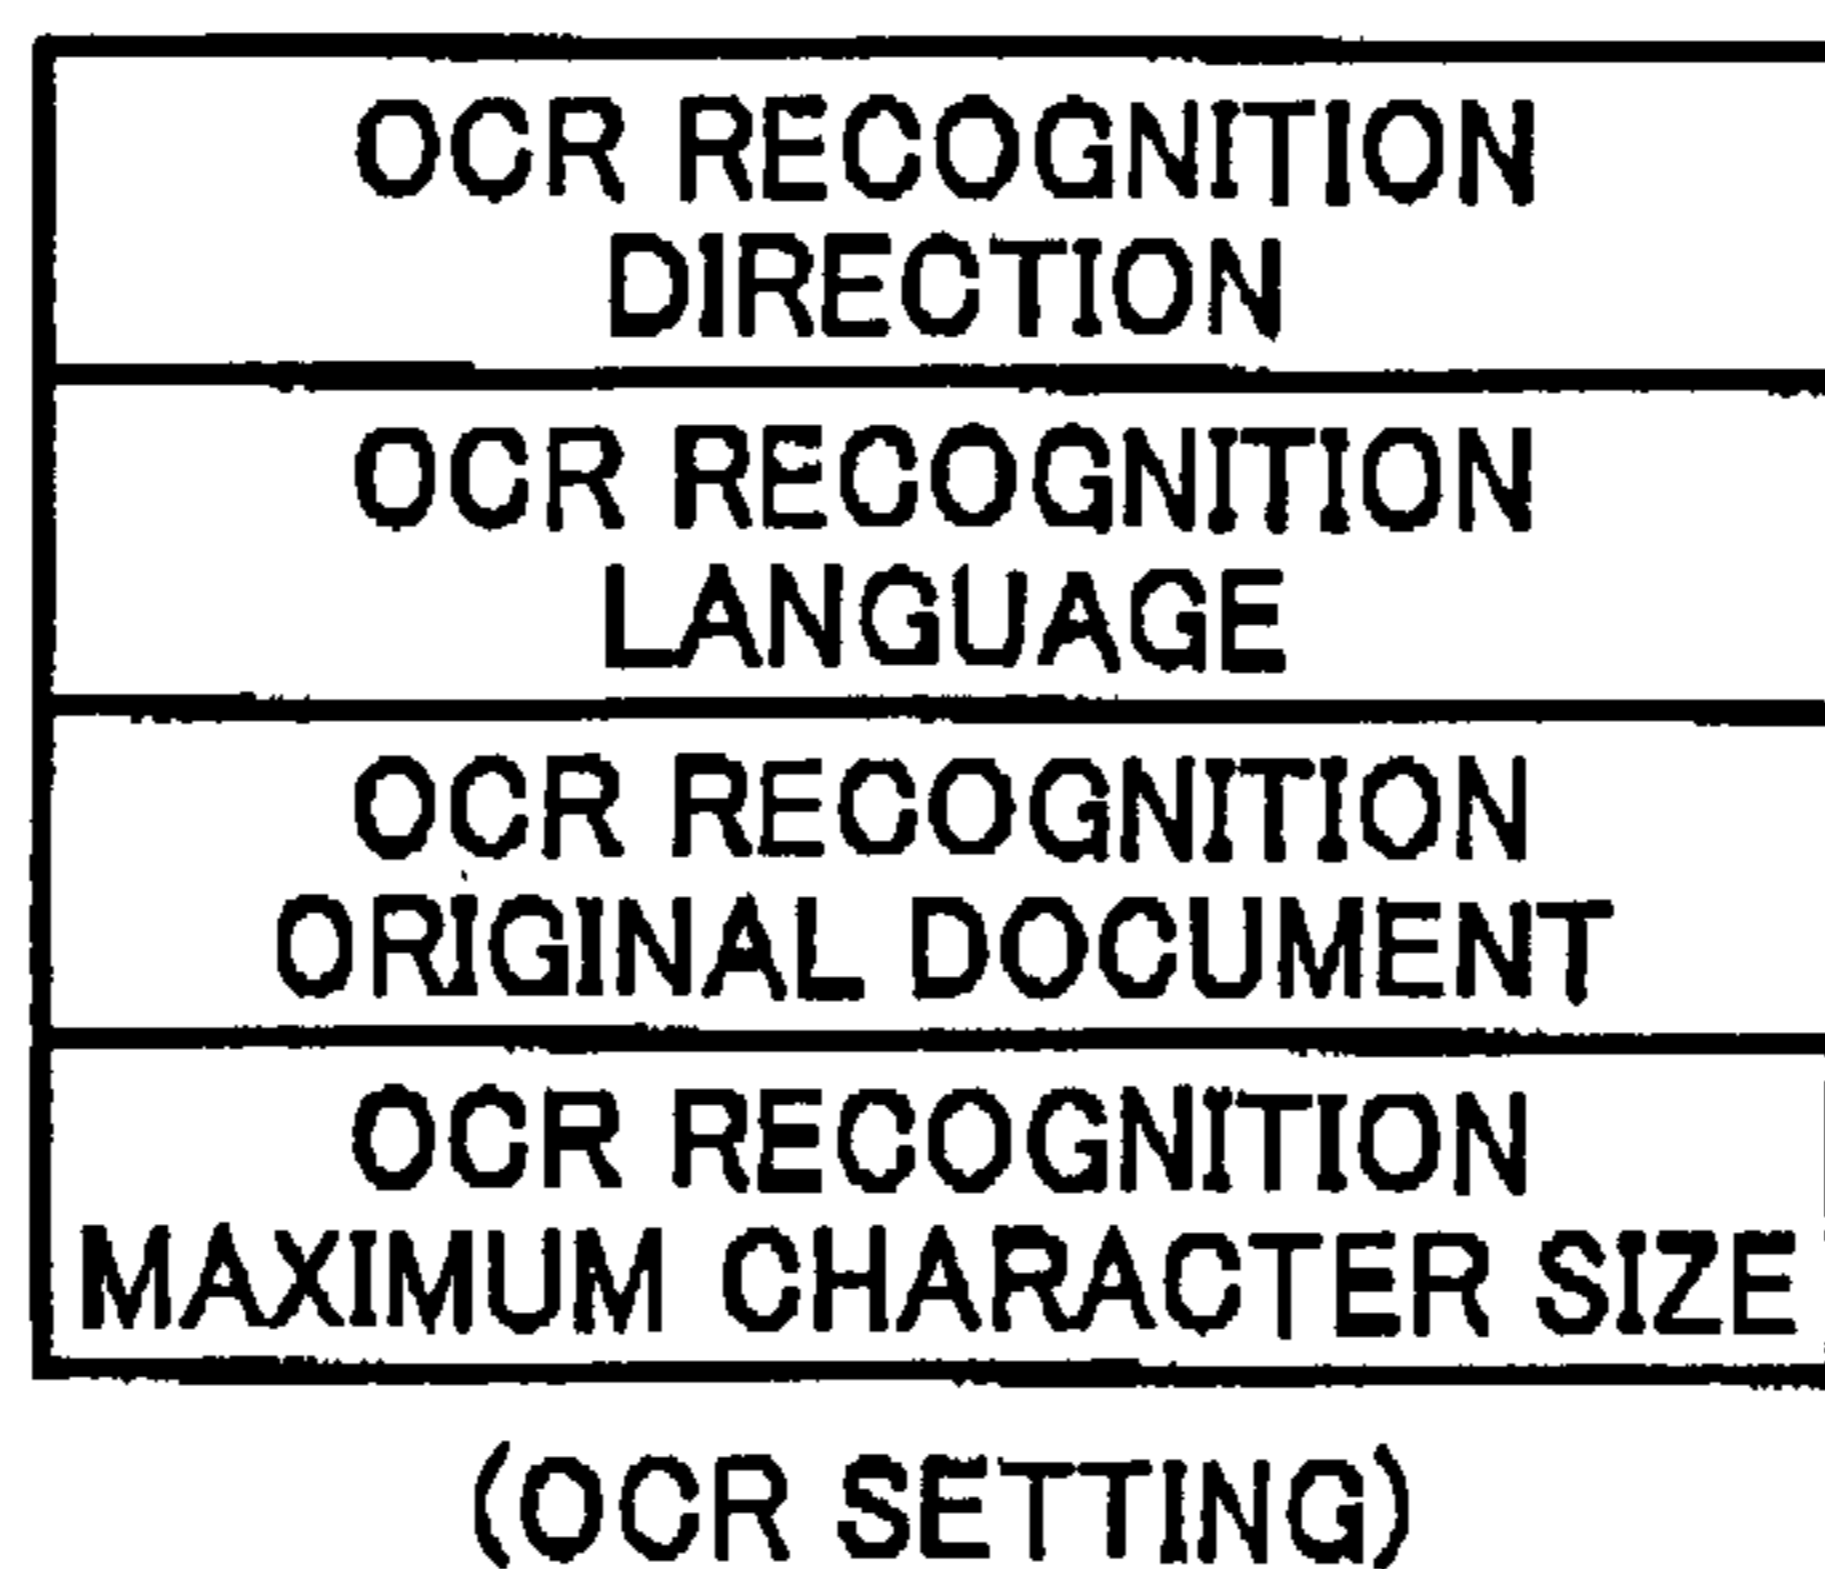 OCR RECOGNITION
DIRECTION
OCR RECOGNITION
LANGUAGE
OCR RECOGNITION
ORIGINAL DOCUMENT
OCR RECOGNITION
MAXIMUM CHARACTER SIZE
(OCR SETTING)